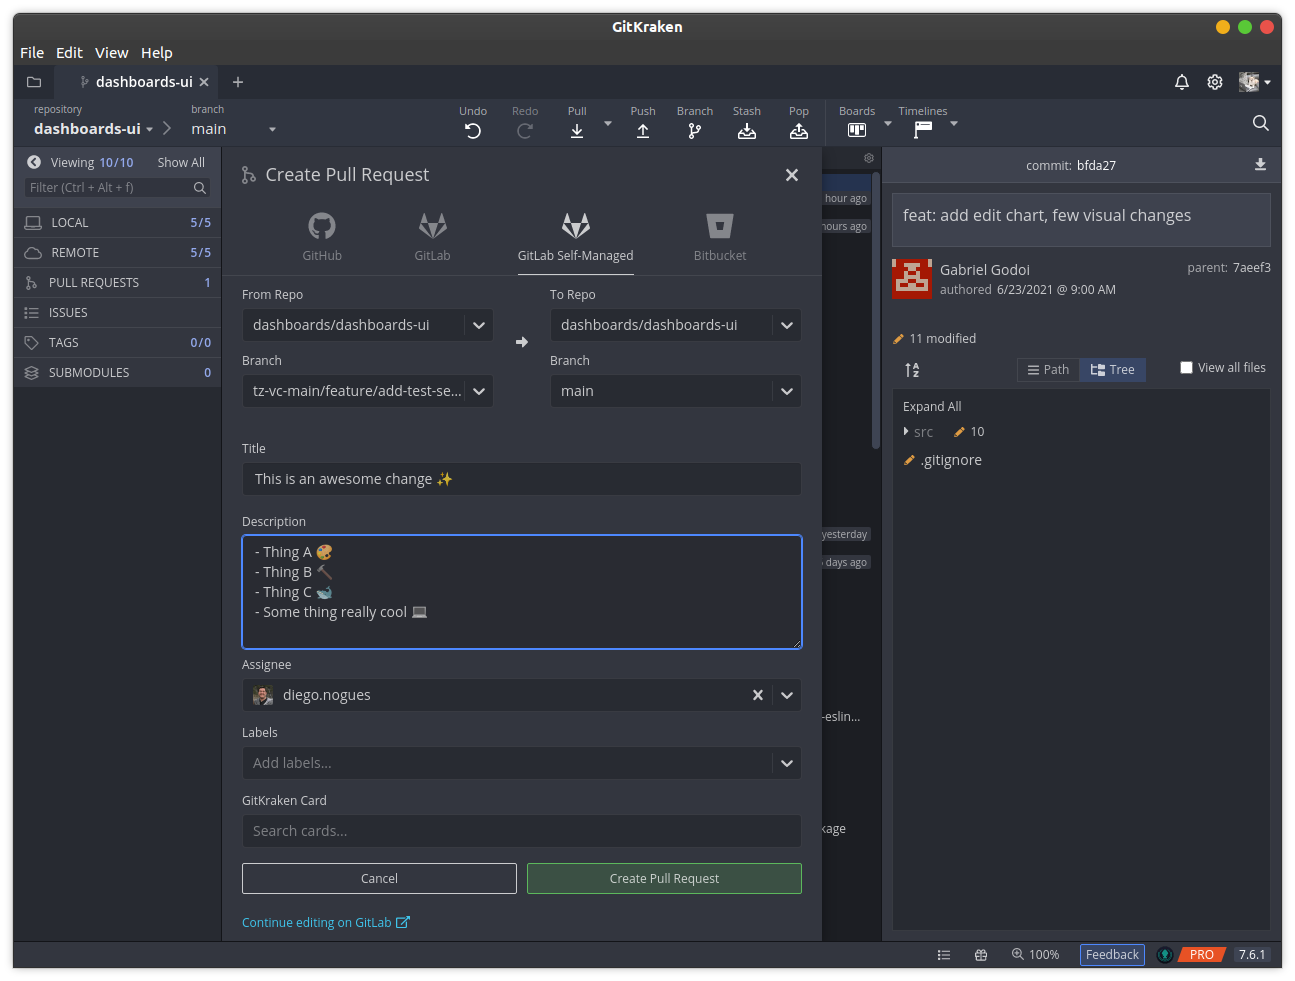 GitKraken
File Edit View Help
dashboards-ui
repository
dashboards-ui
branch
main
Undo
Redo
Pull
Push
Branch
Stash
Pop
Boards
Timelines
Viewing 10/10 Show All
Filter (Ctrl + Alt + f)
LOCAL 5/5
REMOTE 5/5
PULL REQUESTS 1
ISSUES
TAGS 0/0
SUBMODULES 0
Create Pull Request
GitHub
GitLab
GitLab Self-Managed
Bitbucket
From Repo
dashboards/dashboards-ui
To Repo
dashboards/dashboards-ui
Branch
tz-vc-main/feature/add-test-se...
Branch
main
Title
This is an awesome change ✨
Description
- Thing A 🎨
- Thing B 🔨
- Thing C 🐋
- Some thing really cool 💻
Assignee
diego.nogues
Labels
Add labels...
GitKraken Card
Search cards...
Cancel
Create Pull Request
Continue editing on GitLab
hour ago
hours ago
yesterday
days ago
-eslin...
kage
commit: bfda27
feat: add edit chart, few visual changes
Gabriel Godoi
authored 6/23/2021 @ 9:00 AM
parent: 7aeef3
11 modified
Path
Tree
View all files
Expand All
src 10
.gitignore
100%
Feedback
PRO
7.6.1